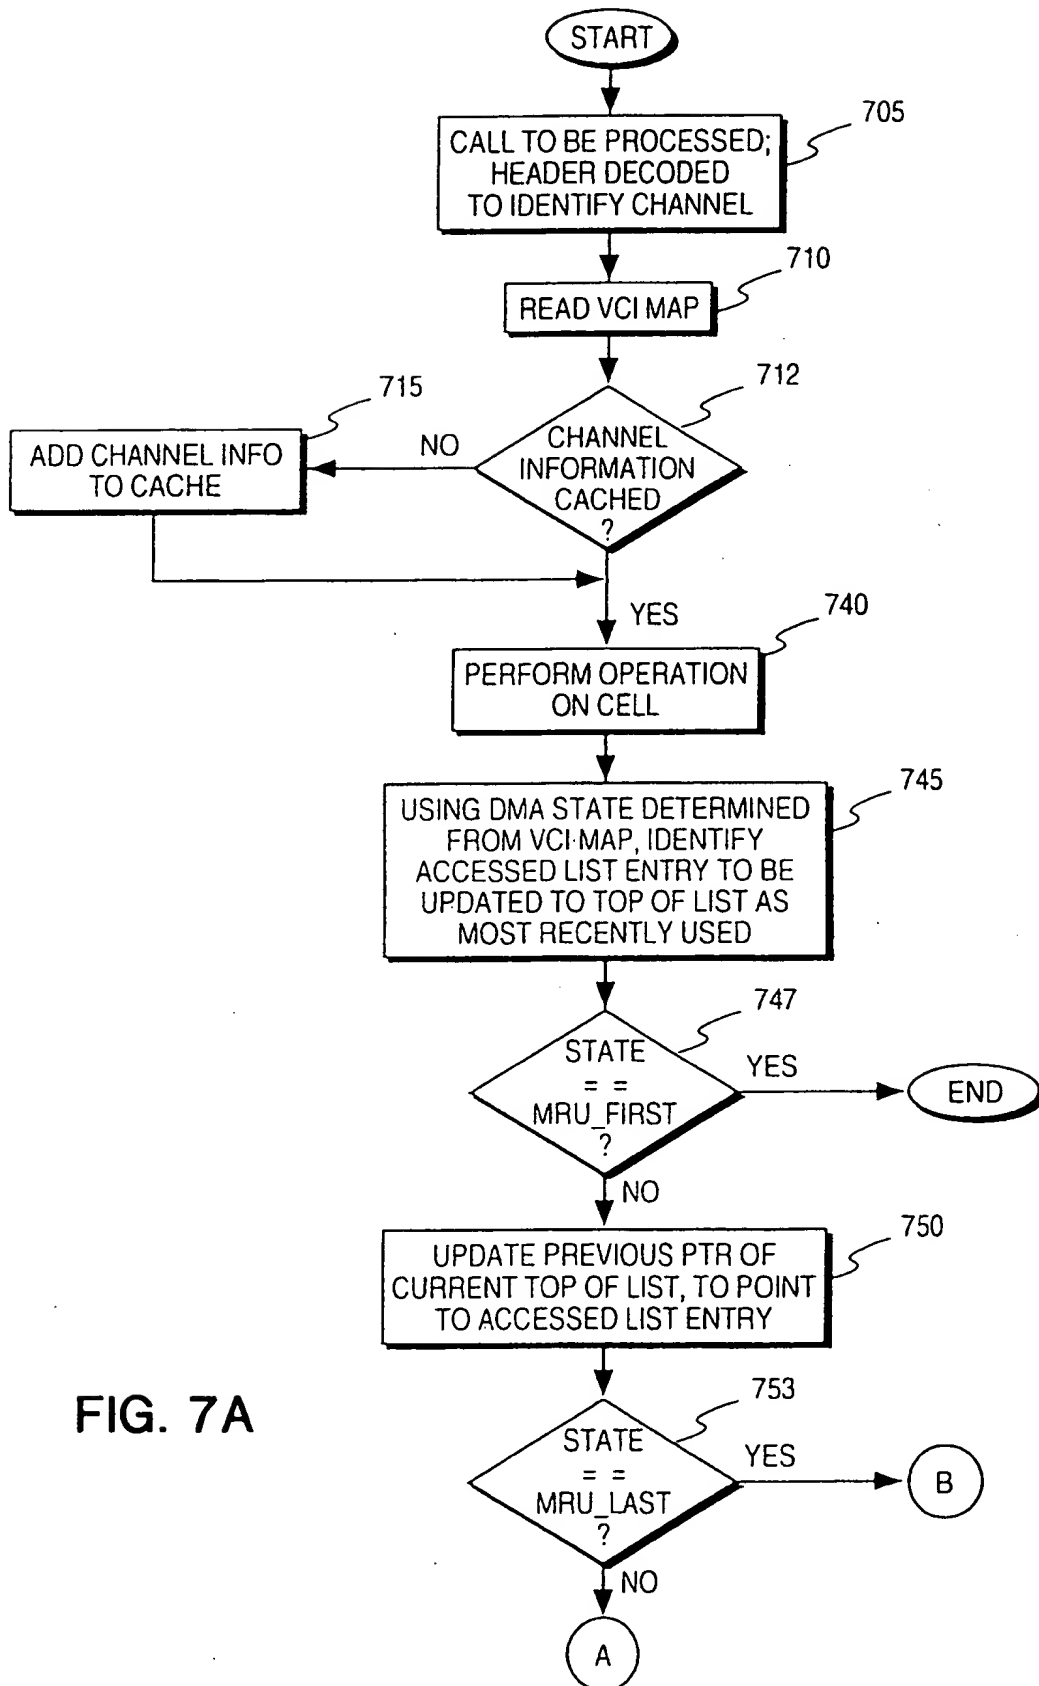 START
705
CALL TO BE PROCESSED;
HEADER DECODED
TO IDENTIFY CHANNEL
710
READ VCI MAP
712
715
CHANNEL
INFORMATION
CACHED
?
NO
ADD CHANNEL INFO
TO CACHE
YES
740
PERFORM OPERATION
ON CELL
745
USING DMA STATE DETERMINED
FROM VCI MAP, IDENTIFY
ACCESSED LIST ENTRY TO BE
UPDATED TO TOP OF LIST AS
MOST RECENTLY USED
747
STATE
= =
MRU_FIRST
?
YES
END
NO
750
UPDATE PREVIOUS PTR OF
CURRENT TOP OF LIST, TO POINT
TO ACCESSED LIST ENTRY
753
STATE
= =
MRU_LAST
?
YES
B
NO
A
FIG. 7A